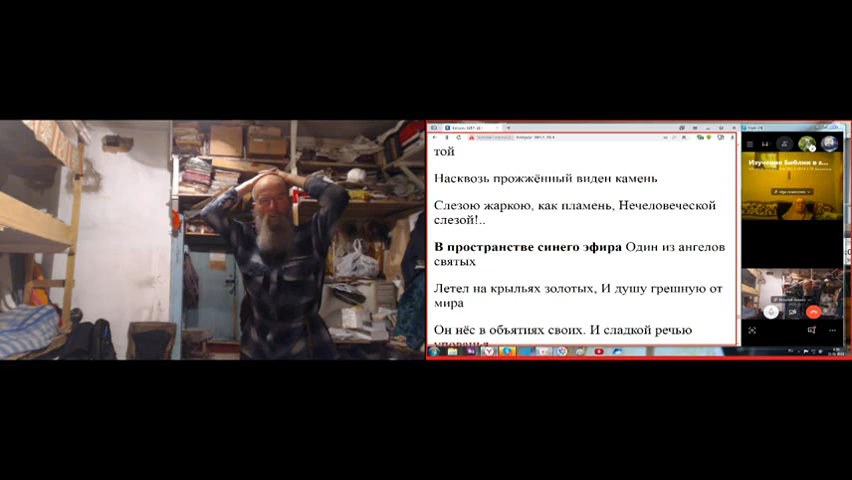 той
Насквозь прожжённый виден камень
Слезою жаркою, как пламень, Нечеловеческой
слезой!..
В пространстве синего эфира Один из ангелов
святых
Летел на крыльях золотых, И душу грешную от
мира
Он нёс в объятиях своих. И сладкой речью
упованья
Изучение Библии в к...